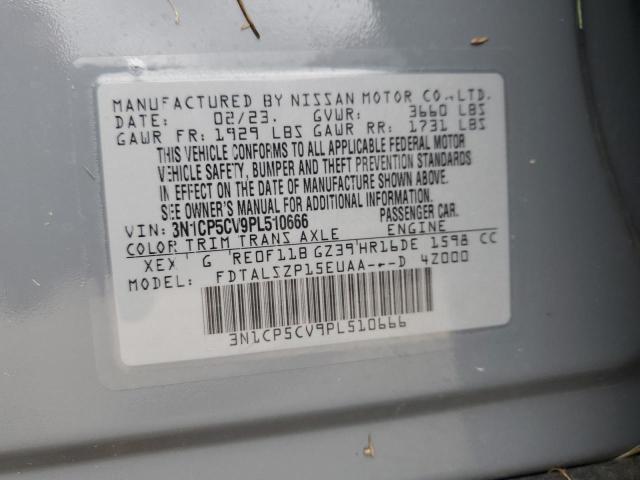 MANUFACTURED BY NISSAN MOTOR CO.,LTD.
DATE: 02/23. GVWR: 3660 LBS
GAWR FR: 1929 LBS GAWR RR: 1731 LBS
THIS VEHICLE CONFORMS TO ALL APPLICABLE FEDERAL MOTOR
VEHICLE SAFETY, BUMPER AND THEFT PREVENTION STANDARDS
IN EFFECT ON THE DATE OF MANUFACTURE SHOWN ABOVE.
SEE OWNER'S MANUAL FOR ADDITIONAL INFORMATION.
VIN: 3N1CP5CV9PL510666 PASSENGER CAR.
COLOR TRIM TRANS AXLE ENGINE
XEX G RE0F11B GZ39 HR16DE 1598 CC
MODEL: FDTALSZP15EUAA---D 4Z000
3N1CP5CV9PL510666